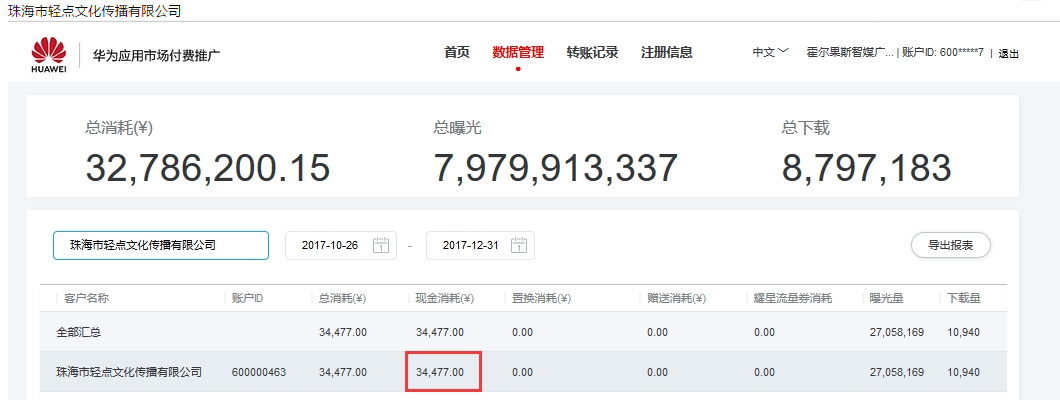 珠海市轻点文化传播有限公司
HUAWEI 华为应用市场付费推广 首页 数据管理 转账记录 注册信息 中文 霍尔果斯智媒广... | 账户ID: 600*****7 | 退出
总消耗(¥) 总曝光 总下载
32,786,200.15 7,979,913,337 8,797,183
珠海市轻点文化传播有限公司 2017-10-26 - 2017-12-31 导出报表
客户名称 账户ID 总消耗(¥) 现金消耗(¥) 置换消耗(¥) 赠送消耗(¥) 耀星流量券消耗 曝光量 下载量
全部汇总 34,477.00 34,477.00 0.00 0.00 0.00 27,058,169 10,940
珠海市轻点文化传播有限公司 600000463 34,477.00 34,477.00 0.00 0.00 0.00 27,058,169 10,940